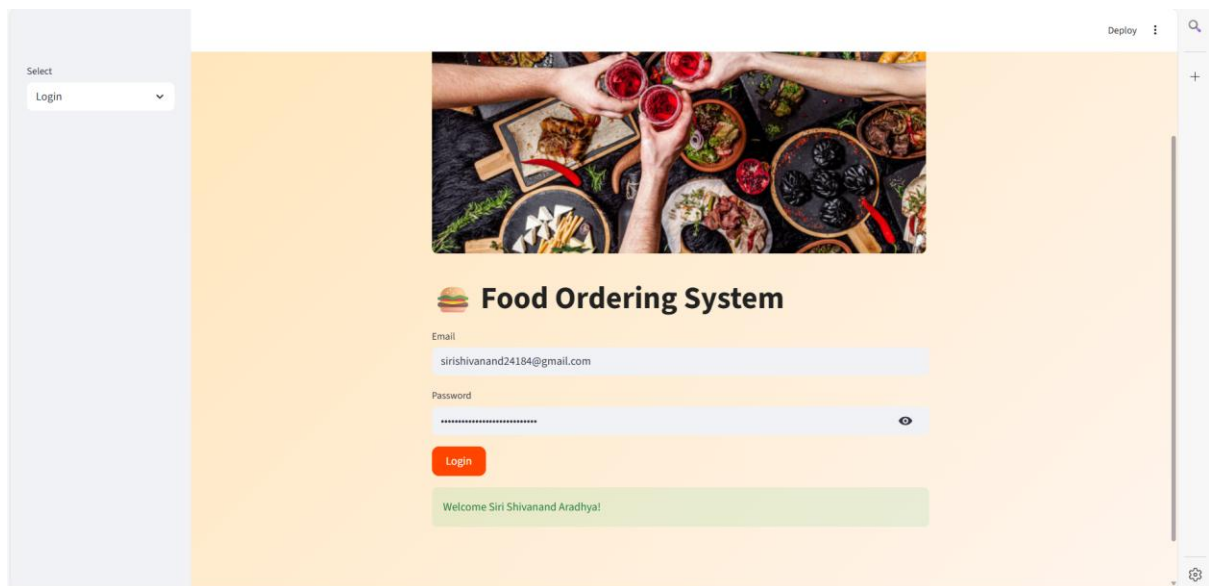 Deploy
Select
Login
Food Ordering System
Email
sirishivanand24184@gmail.com
Password
Login
Welcome Siri Shivanand Aradhya!